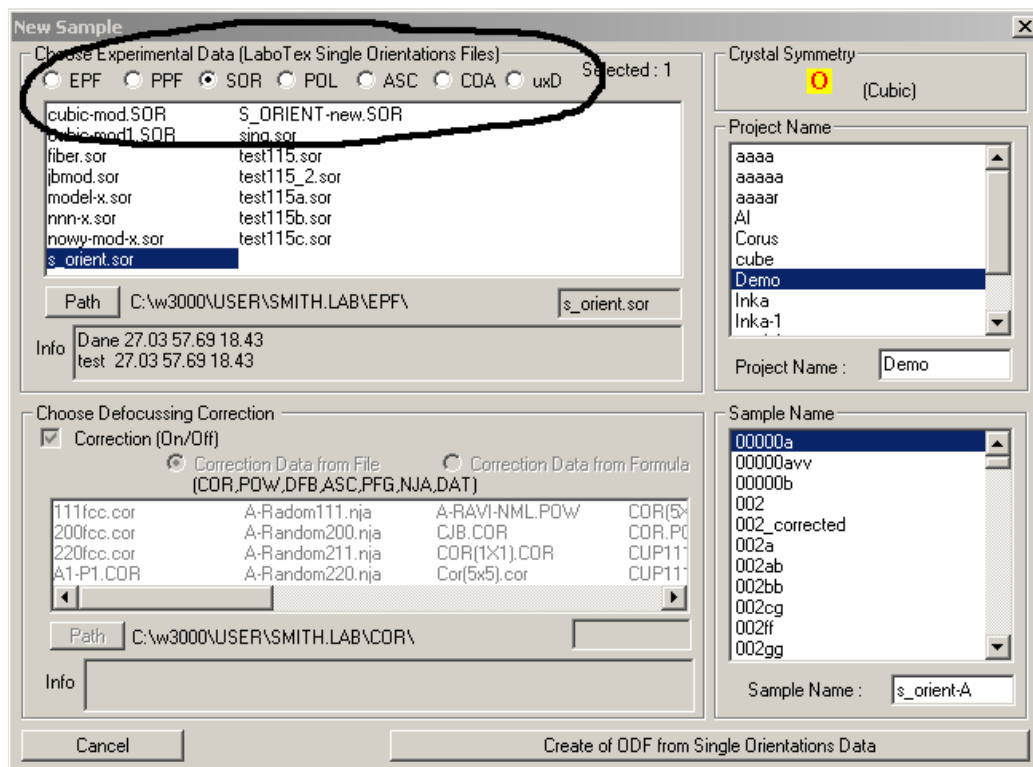 New Sample
Choose Experimental Data (LaboTex Single Orientations Files)
EPF PPF SOR POL ASC COA uxD Selected : 1
cubic-mod.SOR S_ORIENT-new.SOR
cubic-mod1.SOR sing.sor
fiber.sor test115.sor
jbmod.sor test115_2.sor
model-x.sor test115a.sor
nnn-x.sor test115b.sor
nowy-mod-x.sor test115c.sor
s_orient.sor
Path C:\w3000\USER\SMITH.LAB\EPF\ s_orient.sor
Info Dane 27.03 57.69 18.43
test 27.03 57.69 18.43
Choose Defocussing Correction
Correction (On/Off)
Correction Data from File Correction Data from Formula
(COR,POW,DFB,ASC,PFG,NJA,DAT)
111fcc.cor A-Radom111.nja A-RAVI-NML.POW COR(5X
200fcc.cor A-Random200.nja CJB.COR COR.PO
220fcc.cor A-Random211.nja COR(1X1).COR CUP111
A1-P1.COR A-Random220.nja Cor(5x5).cor CUP111
Path C:\w3000\USER\SMITH.LAB\COR\
Info
Cancel
Crystal Symmetry
O (Cubic)
Project Name
aaaa
aaaaa
aaaar
Al
Corus
cube
Demo
Inka
Inka-1
Project Name : Demo
Sample Name
00000a
00000avv
00000b
002
002_corrected
002a
002ab
002bb
002cg
002ff
002gg
Sample Name : s_orient-A
Create of ODF from Single Orientations Data